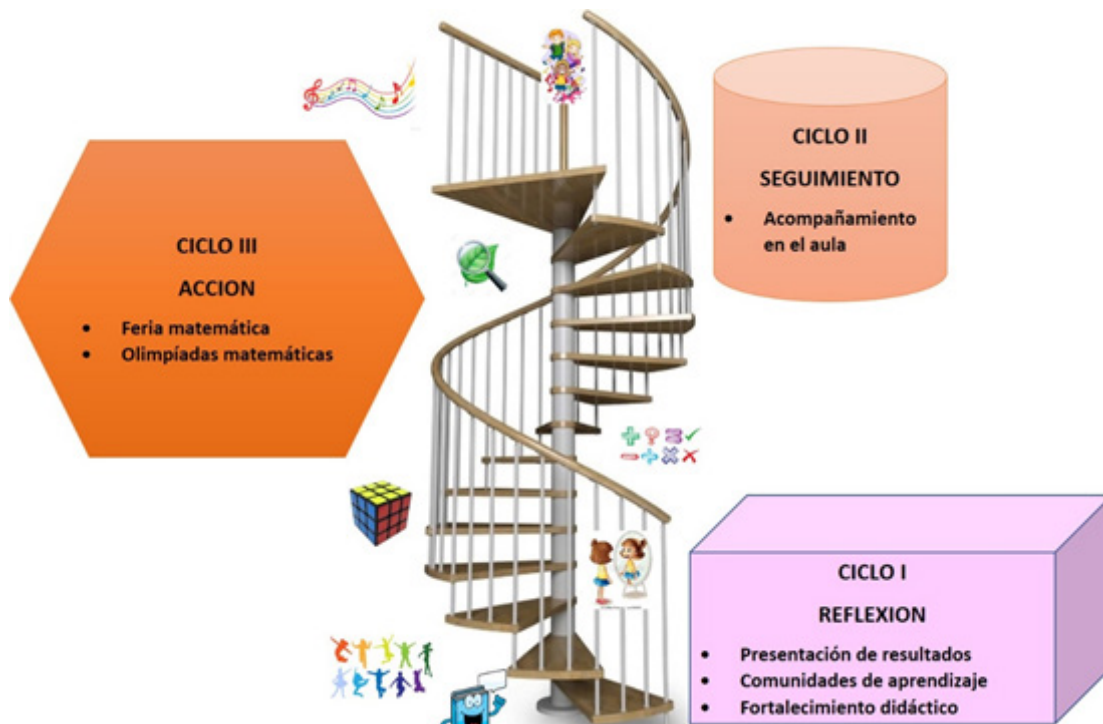 CICLO II
SEGUIMIENTO
• Acompañamiento
en el aula
CICLO III
ACCION
• Feria matemática
• Olimpíadas matemáticas
CICLO I
REFLEXION
• Presentación de resultados
• Comunidades de aprendizaje
• Fortalecimiento didáctico